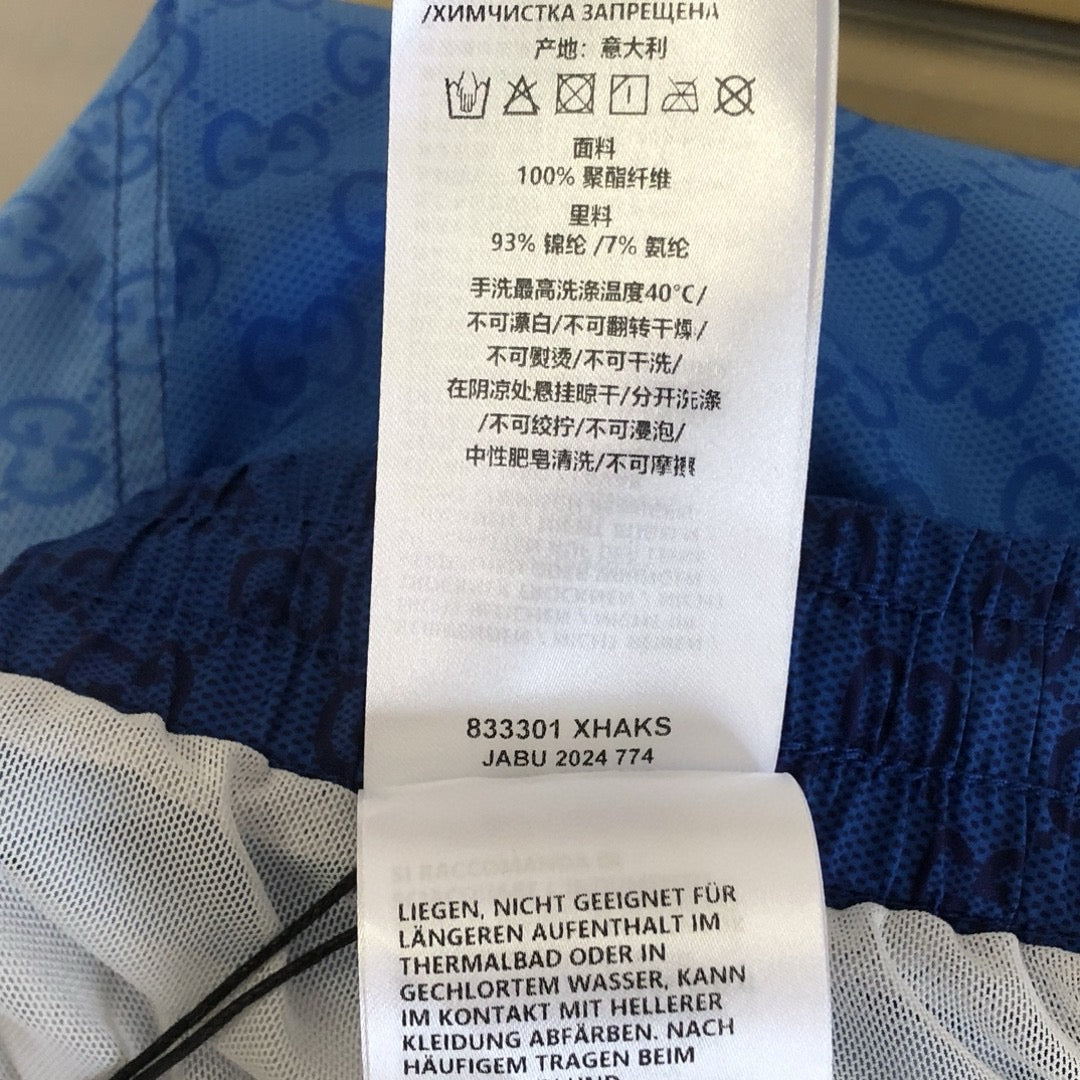 /ХИМЧИСТКА ЗАПРЕЩЕНА
产地：意大利
面料
100% 聚酯纤维
里料
93% 锦纶 /7% 氨纶
手洗最高洗涤温度40°C/
不可漂白/不可翻转干燥/
不可熨烫/不可干洗/
在阴凉处悬挂晾干/分开洗涤
/不可绞拧/不可浸泡/
中性肥皂清洗/不可摩擦
833301 XHAKS
JABU 2024 774
SI RACCOMANDA DI
LIEGEN, NICHT GEEIGNET FÜR
LÄNGEREN AUFENTHALT IM
THERMALBAD ODER IN
GECHLORTEM WASSER, KANN
IM KONTAKT MIT HELLERER
KLEIDUNG ABFÄRBEN. NACH
HÄUFIGEM TRAGEN BEIM